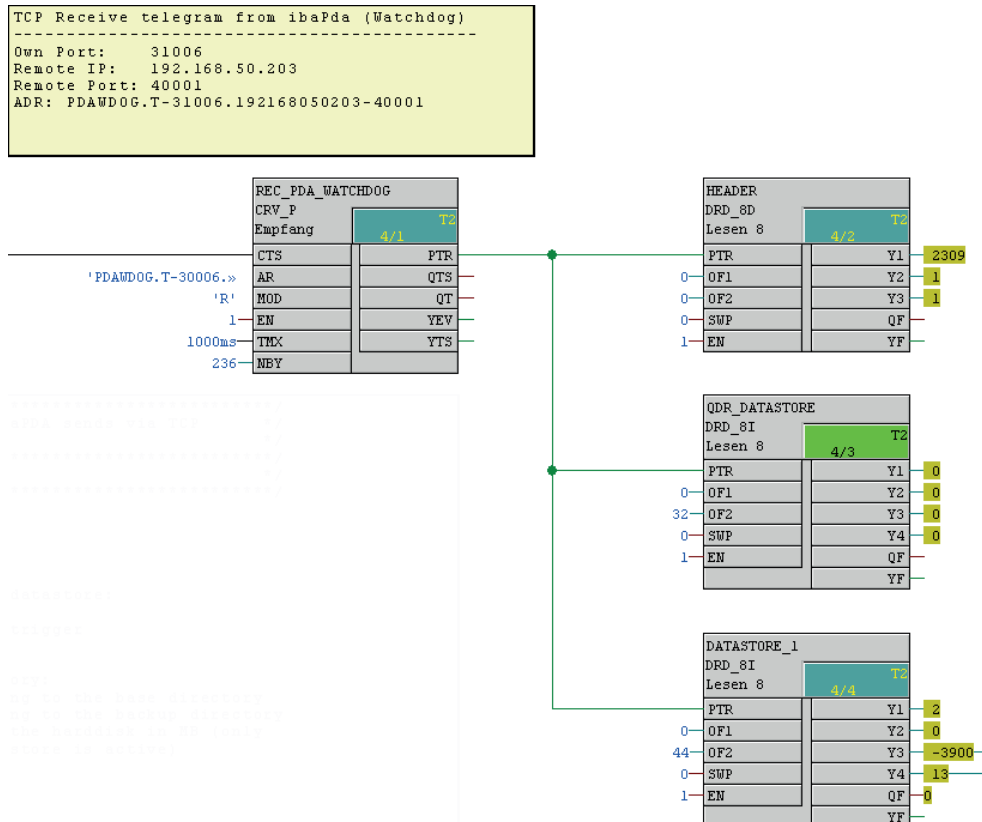 TCP Receive telegram from ibaPda (Watchdog)
--------------------------------------------
Own Port: 31006
Remote IP: 192.168.50.203
Remote Port: 40001
ADR: PDAWDOG.T-31006.192168050203-40001
REC_PDA_WATCHDOG
CRV_P
Empfang
T2
4/1
CTS PTR
'PDAWDOG.T-30006.» AR QTS
'R' MOD QT
1 EN YEV
1000ms TMX YTS
236 NBY
HEADER
DRD_8D
Lesen 8
T2
4/2
PTR Y1 2309
0 OF1 Y2 1
0 OF2 Y3 1
0 SWP QF
1 EN YF
QDR_DATASTORE
DRD_8I
Lesen 8
T2
4/3
PTR Y1 0
0 OF1 Y2 0
32 OF2 Y3 0
0 SWP Y4 0
1 EN QF
YF
DATASTORE_1
DRD_8I
Lesen 8
T2
4/4
PTR Y1 2
0 OF1 Y2 0
44 OF2 Y3 -3900
0 SWP Y4 13
1 EN QF 0
YF